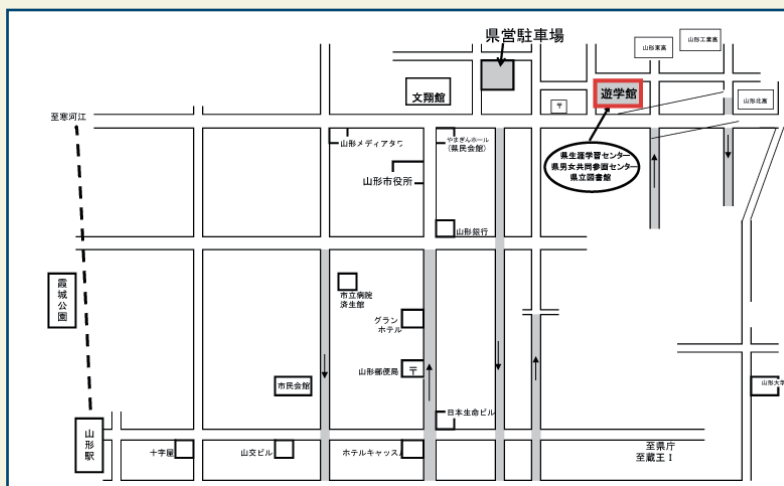 県営駐車場
山形東高
山形工業高
文翔館
〒
遊学館
山形北高
至寒河江
山形メディアタワ
やまぎんホール
(県民会館)
県生涯学習センター
県男女共同参画センター
県立図書館
山形市役所
山形銀行
霞城公園
市立病院
済生館
グラン
ホテル
山形郵便局
〒
市民会館
山形大学
日本生命ビル
山形駅
十字屋
山交ビル
ホテルキャッスル
至県庁
至蔵王I